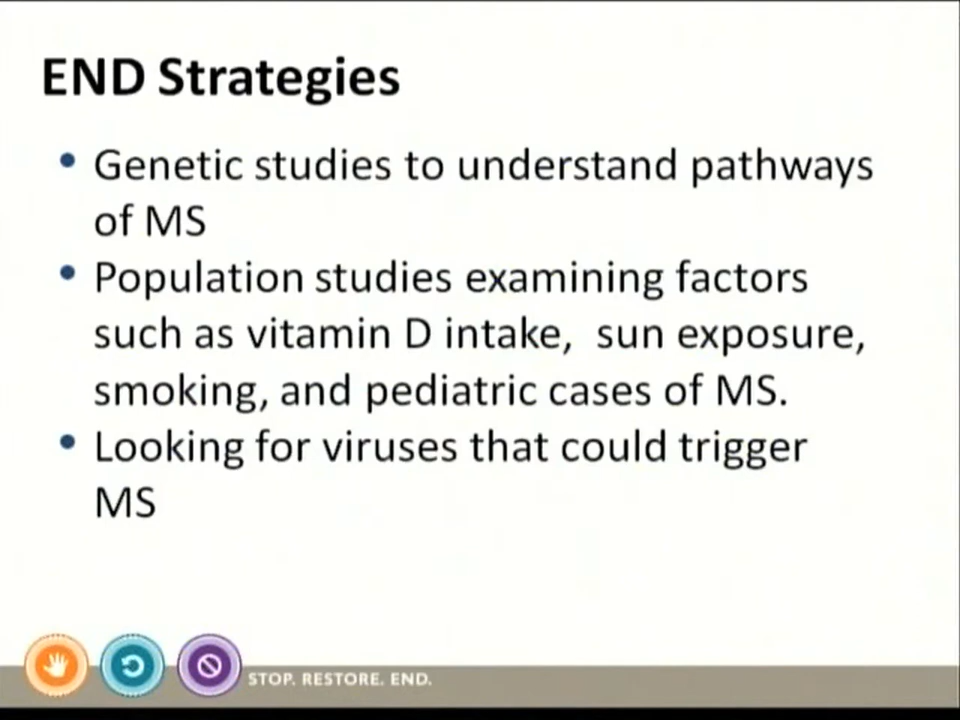 END Strategies
• Genetic studies to understand pathways
of MS
• Population studies examining factors
such as vitamin D intake,  sun exposure,
smoking, and pediatric cases of MS.
• Looking for viruses that could trigger
MS
STOP. RESTORE. END.